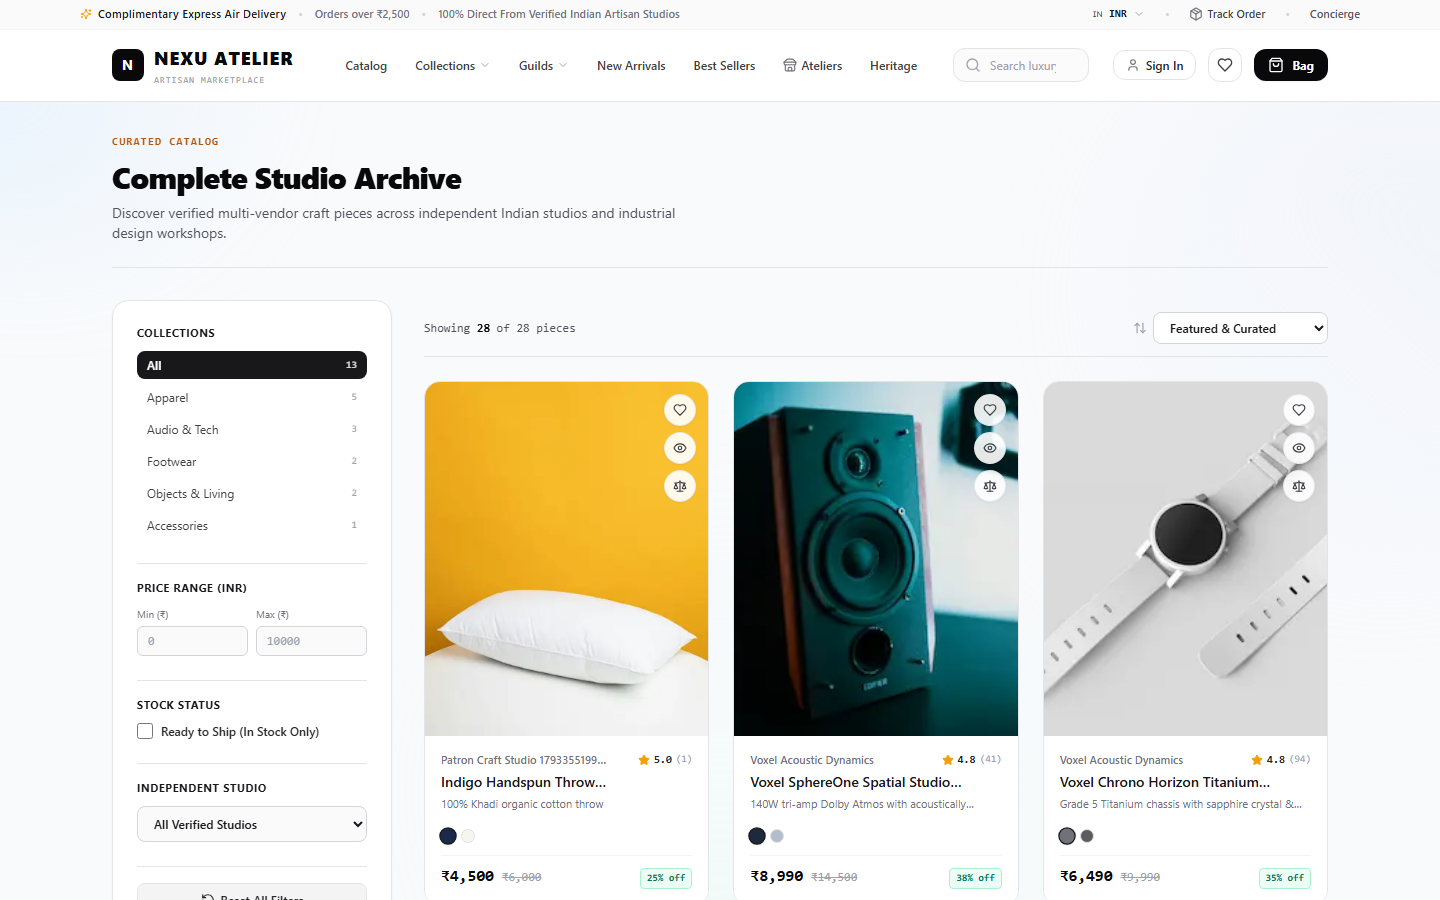 Complimentary Express Air Delivery • Orders over ₹2,500 • 100% Direct From Verified Indian Artisan Studios
IN INR • Track Order • Concierge
N NEXU ATELIER
ARTISAN MARKETPLACE
Catalog Collections Guilds New Arrivals Best Sellers Ateliers Heritage
Search luxur
Sign In
Bag
CURATED CATALOG
Complete Studio Archive
Discover verified multi-vendor craft pieces across independent Indian studios and industrial
design workshops.
COLLECTIONS
All 13
Apparel 5
Audio & Tech 3
Footwear 2
Objects & Living 2
Accessories 1
PRICE RANGE (INR)
Min (₹) Max (₹)
0 10000
STOCK STATUS
Ready to Ship (In Stock Only)
INDEPENDENT STUDIO
All Verified Studios
Reset All Filters
Showing 28 of 28 pieces
Featured & Curated
Patron Craft Studio 1793355199... 5.0 (1)
Indigo Handspun Throw...
100% Khadi organic cotton throw
₹4,500 ₹6,000 25% off
EDIFIER
Voxel Acoustic Dynamics 4.8 (41)
Voxel SphereOne Spatial Studio...
140W tri-amp Dolby Atmos with acoustically...
₹8,990 ₹14,500 38% off
Voxel Acoustic Dynamics 4.8 (94)
Voxel Chrono Horizon Titanium...
Grade 5 Titanium chassis with sapphire crystal &...
₹6,490 ₹9,990 35% off